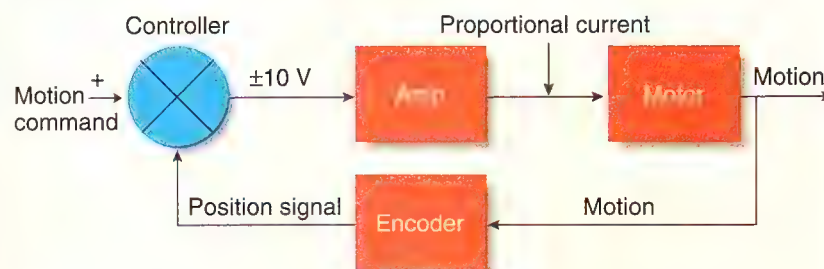 Controller
Proportional current
+
±10 V
Amp
Motor
Motion
Motion
command
Position signal
Encoder
Motion